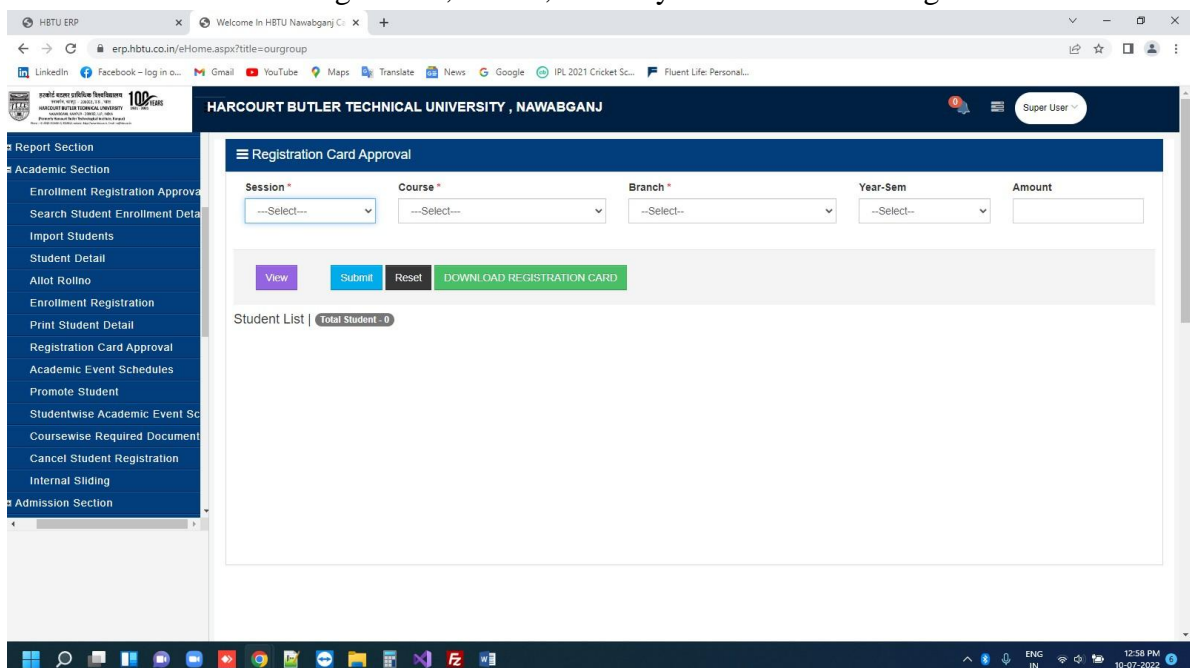 HBTU ERP
Welcome In HBTU Nawabganj Ca
erp.hbtu.co.in/eHome.aspx?title=ourgroup
LinkedIn Facebook – log in o... Gmail YouTube Maps Translate News Google IPL 2021 Cricket Sc... Fluent Life: Personal...
100 YEARS
HARCOURT BUTLER TECHNICAL UNIVERSITY , NAWABGANJ
0
Super User
Report Section
Academic Section
Enrollment Registration Approva
Search Student Enrollment Deta
Import Students
Student Detail
Allot Rollno
Enrollment Registration
Print Student Detail
Registration Card Approval
Academic Event Schedules
Promote Student
Studentwise Academic Event Sc
Coursewise Required Document
Cancel Student Registration
Internal Sliding
Admission Section
Registration Card Approval
Session * Course * Branch * Year-Sem Amount
---Select--- ---Select--- --Select-- --Select--
View Submit Reset DOWNLOAD REGISTRATION CARD
Student List | Total Student - 0
ENG
IN
12:58 PM
10-07-2022
6